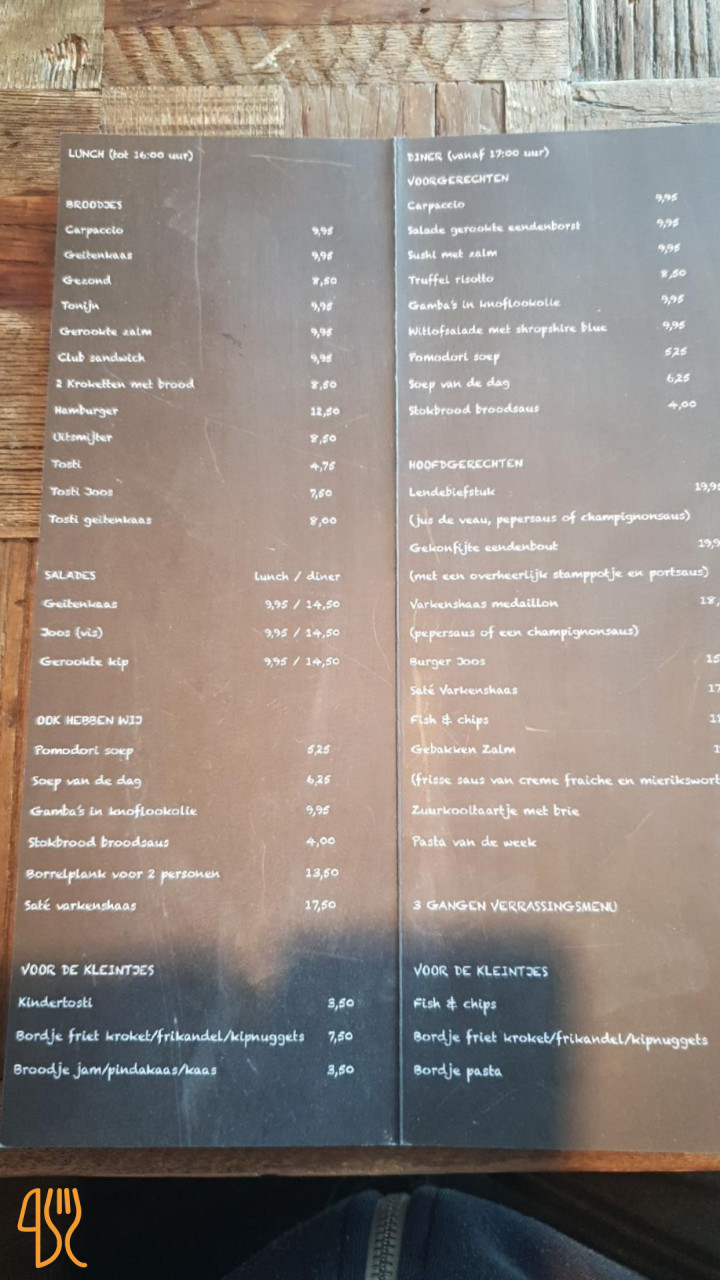 LUNCH (tot 16:00 uur)
BROODJES
Carpaccio 9,95
Geitenkaas 9,95
Gezond 8,50
Tonijn 9,95
Gerookte zalm 9,95
Club sandwich 9,95
2 Kroketten met brood 8,50
Hamburger 12,50
Uitsmijter 8,50
Tosti 4,75
Tosti Joos 7,50
Tosti geitenkaas 8,00
SALADES lunch / diner
Geitenkaas 9,95 / 14,50
Joos (vis) 9,95 / 14,50
Gerookte kip 9,95 / 14,50
OOK HEBBEN WIJ
Pomodori soep 5,25
Soep van de dag 6,25
Gamba's in knoflookolie 9,95
Stokbrood broodsaus 4,00
Borrelplank voor 2 personen 13,50
Saté varkenshaas 17,50
VOOR DE KLEINTJES
Kindertosti 3,50
Bordje friet kroket/frikandel/kipnuggets 7,50
Broodje jam/pindakaas/kaas 3,50
DINER (vanaf 17:00 uur)
VOORGERECHTEN
Carpaccio 9,95
Salade gerookte eendenborst 9,95
Sushi met zalm 9,95
Truffel risotto 8,50
Gamba's in knoflookolie 9,95
Witlofsalade met shropshire blue 9,95
Pomodori soep 5,25
Soep van de dag 6,25
Stokbrood broodsaus 4,00
HOOFDGERECHTEN
Lendebiefstuk
(jus de veau, pepersaus of champignonsaus)
Gekonfijte eendenbout
(met een overheerlijk stamppotje en portsaus)
Varkenshaas medaillon
(pepersaus of een champignonsaus)
Burger Joos
Saté Varkenshaas
Fish & chips
Gebakken Zalm
(frisse saus van creme fraiche en mierikswort
Zuurkooltaartje met brie
Pasta van de week
3 GANGEN VERRASSINGSMENU
VOOR DE KLEINTJES
Fish & chips
Bordje friet kroket/frikandel/kipnuggets
Bordje pasta